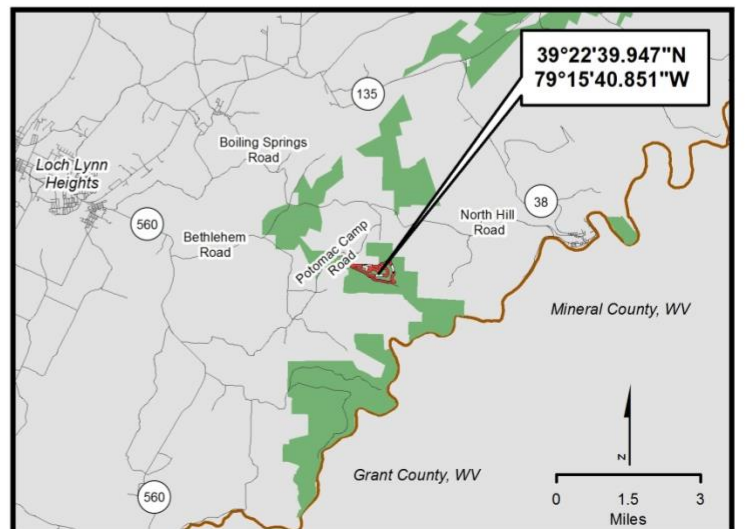 39°22'39.947"N
79°15'40.851"W
135
Boiling Springs
Road
Loch Lynn
Heights
38
North Hill
Road
560
Bethlehem
Road
Potomac Camp
Road
Mineral County, WV
Grant County, WV
N
560
0 1.5 3
Miles